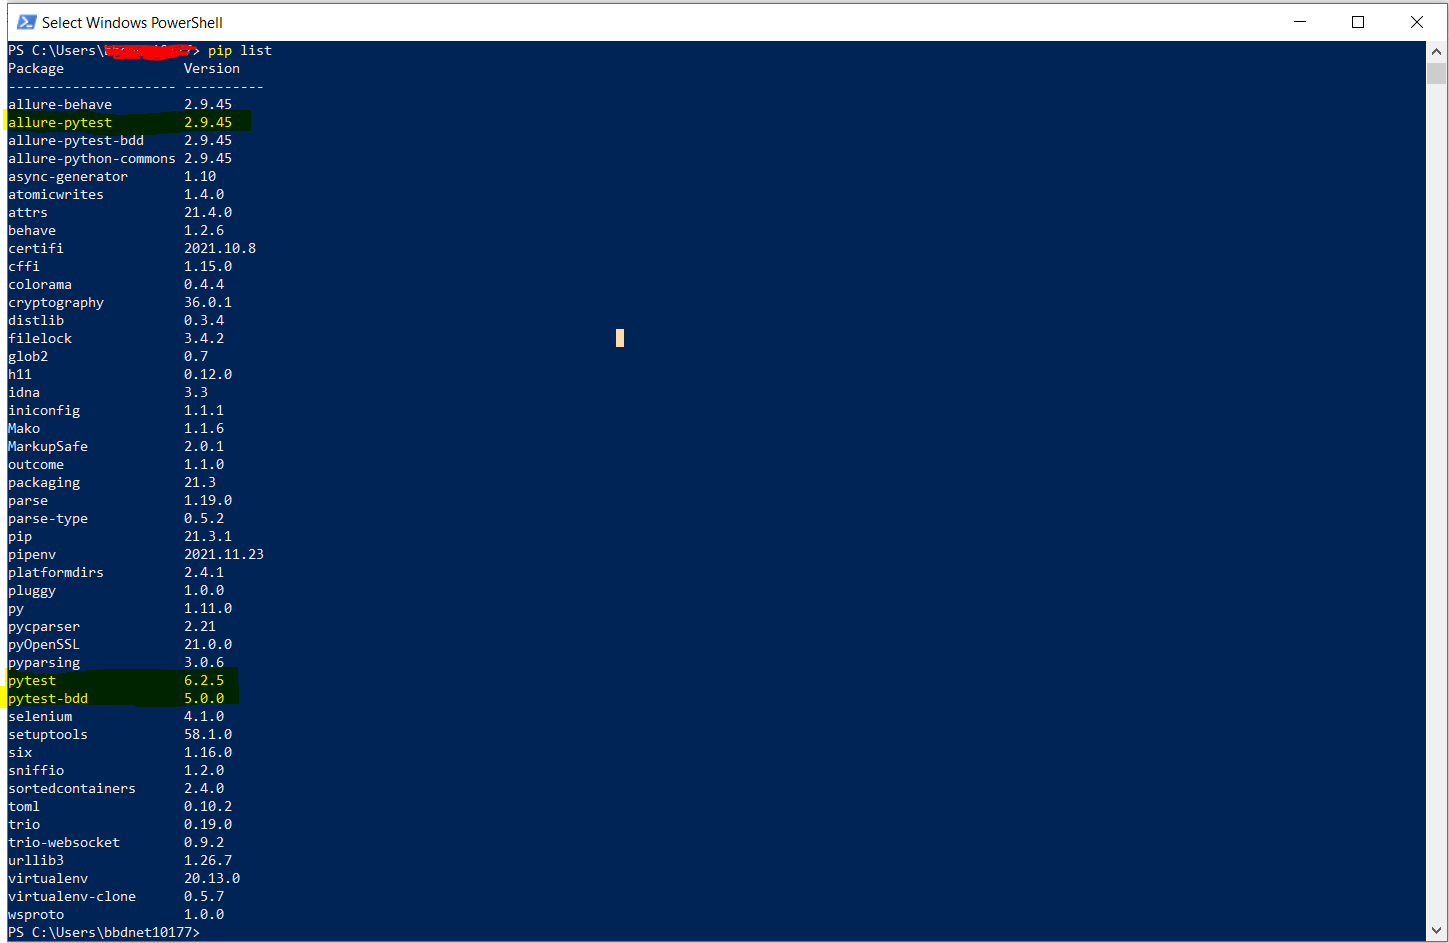 Select Windows PowerShell
PS C:\Users\ > pip list
Package Version
--------------------- ----------
allure-behave 2.9.45
allure-pytest 2.9.45
allure-pytest-bdd 2.9.45
allure-python-commons 2.9.45
async-generator 1.10
atomicwrites 1.4.0
attrs 21.4.0
behave 1.2.6
certifi 2021.10.8
cffi 1.15.0
colorama 0.4.4
cryptography 36.0.1
distlib 0.3.4
filelock 3.4.2
glob2 0.7
h11 0.12.0
idna 3.3
iniconfig 1.1.1
Mako 1.1.6
MarkupSafe 2.0.1
outcome 1.1.0
packaging 21.3
parse 1.19.0
parse-type 0.5.2
pip 21.3.1
pipenv 2021.11.23
platformdirs 2.4.1
pluggy 1.0.0
py 1.11.0
pycparser 2.21
pyOpenSSL 21.0.0
pyparsing 3.0.6
pytest 6.2.5
pytest-bdd 5.0.0
selenium 4.1.0
setuptools 58.1.0
six 1.16.0
sniffio 1.2.0
sortedcontainers 2.4.0
toml 0.10.2
trio 0.19.0
trio-websocket 0.9.2
urllib3 1.26.7
virtualenv 20.13.0
virtualenv-clone 0.5.7
wsproto 1.0.0
PS C:\Users\bbdnet10177>